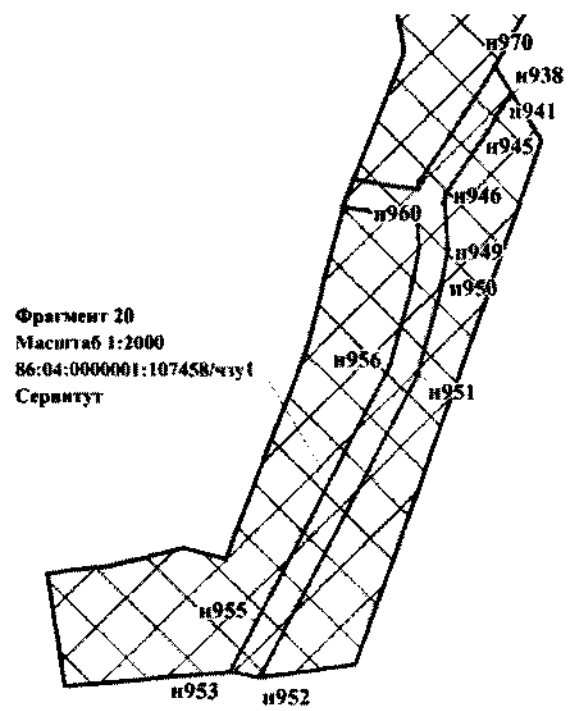 н970
н938
н941
н945
н946
н960
н949
н950
Фрагмент 20
Масштаб 1:2000
86:04:0000001:107458/чзу1
Сервитут
н956
н951
н955
н953
н952